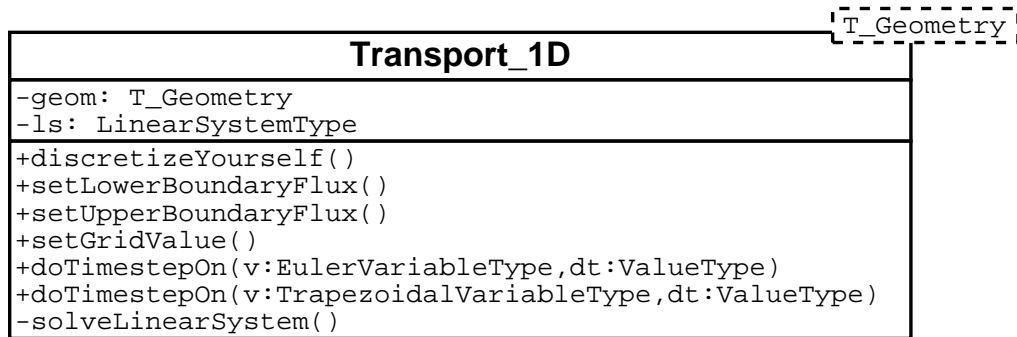 T_Geometry
Transport_1D
-geom: T_Geometry
-ls: LinearSystemType
+discretizeYourself()
+setLowerBoundaryFlux()
+setUpperBoundaryFlux()
+setGridValue()
+doTimestepOn(v:EulerVariableType,dt:ValueType)
+doTimestepOn(v:TrapezoidalVariableType,dt:ValueType)
-solveLinearSystem()